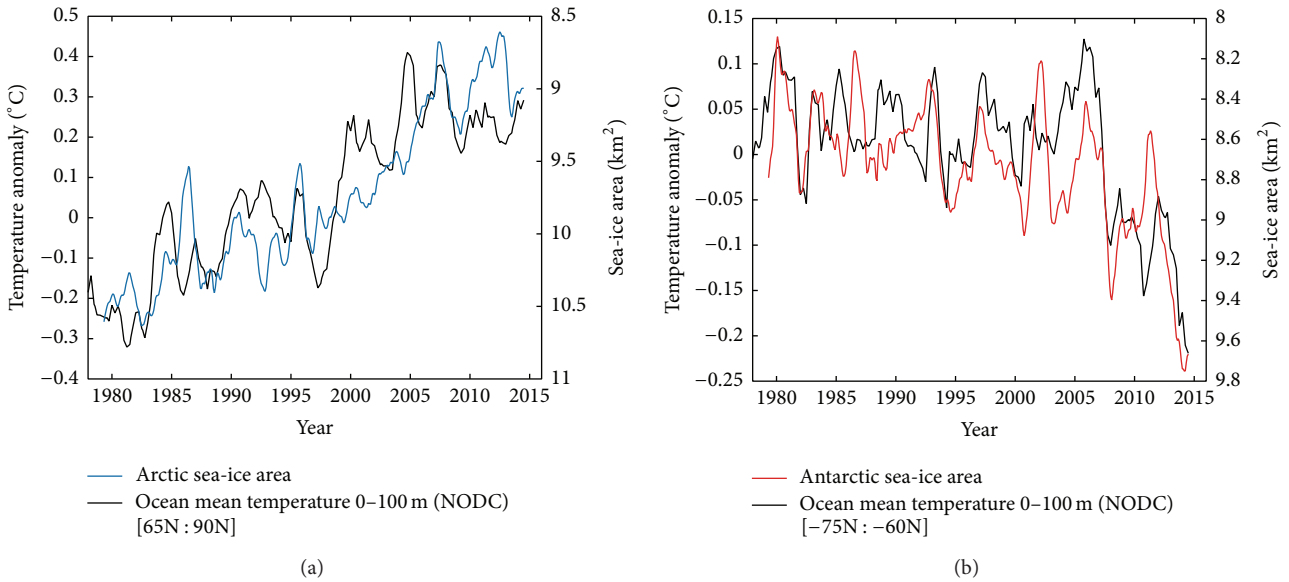 0.5
0.4
0.3
0.2
0.1
0
−0.1
−0.2
−0.3
−0.4
Temperature anomaly (°C)
8.5
9
9.5
10
10.5
11
Sea-ice area (km²)
1980 1985 1990 1995 2000 2005 2010 2015
Year
Arctic sea-ice area
Ocean mean temperature 0–100 m (NODC)
[65N : 90N]
(a)
0.15
0.1
0.05
0
−0.05
−0.1
−0.15
−0.2
−0.25
Temperature anomaly (°C)
8
8.2
8.4
8.6
8.8
9
9.2
9.4
9.6
9.8
Sea-ice area (km²)
1980 1985 1990 1995 2000 2005 2010 2015
Year
Antarctic sea-ice area
Ocean mean temperature 0–100 m (NODC)
[−75N : −60N]
(b)